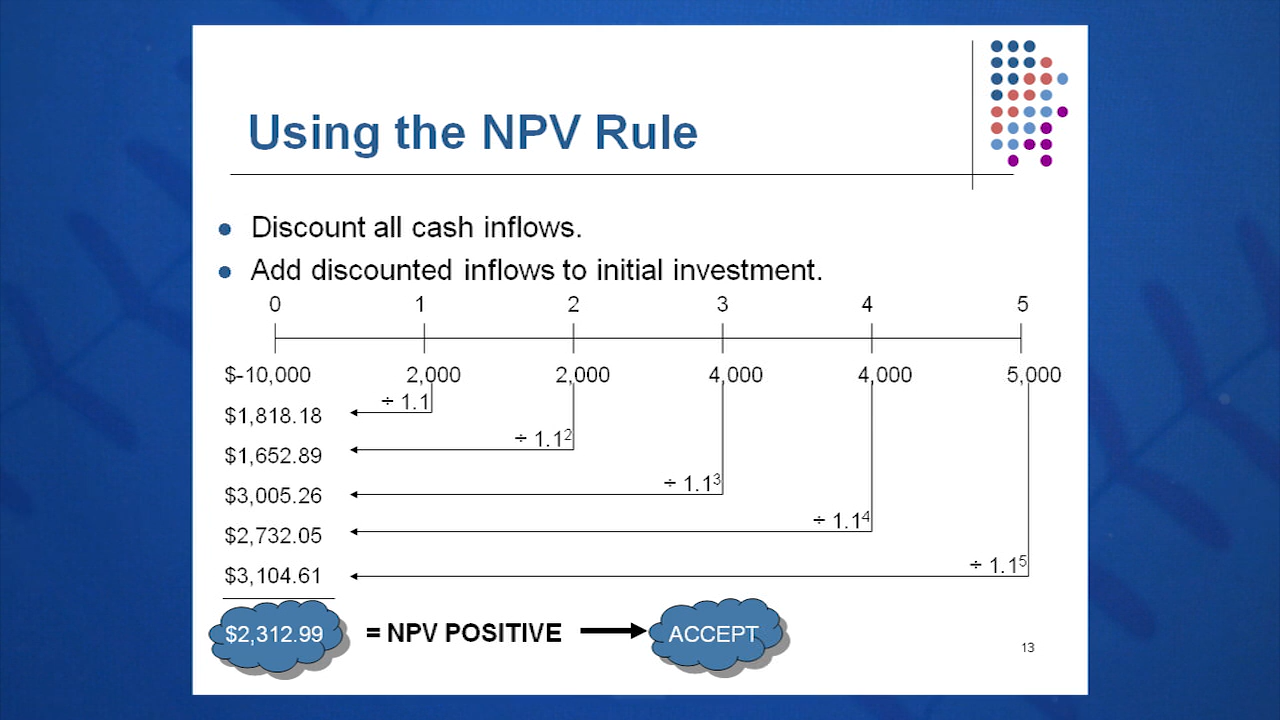 Using the NPV Rule
Discount all cash inflows.
Add discounted inflows to initial investment.
0 1 2 3 4 5
$-10,000 2,000 2,000 4,000 4,000 5,000
÷ 1.1
$1,818.18
÷ 1.1²
$1,652.89
÷ 1.1³
$3,005.26
÷ 1.1⁴
$2,732.05
÷ 1.1⁵
$3,104.61
$2,312.99 = NPV POSITIVE ACCEPT
13